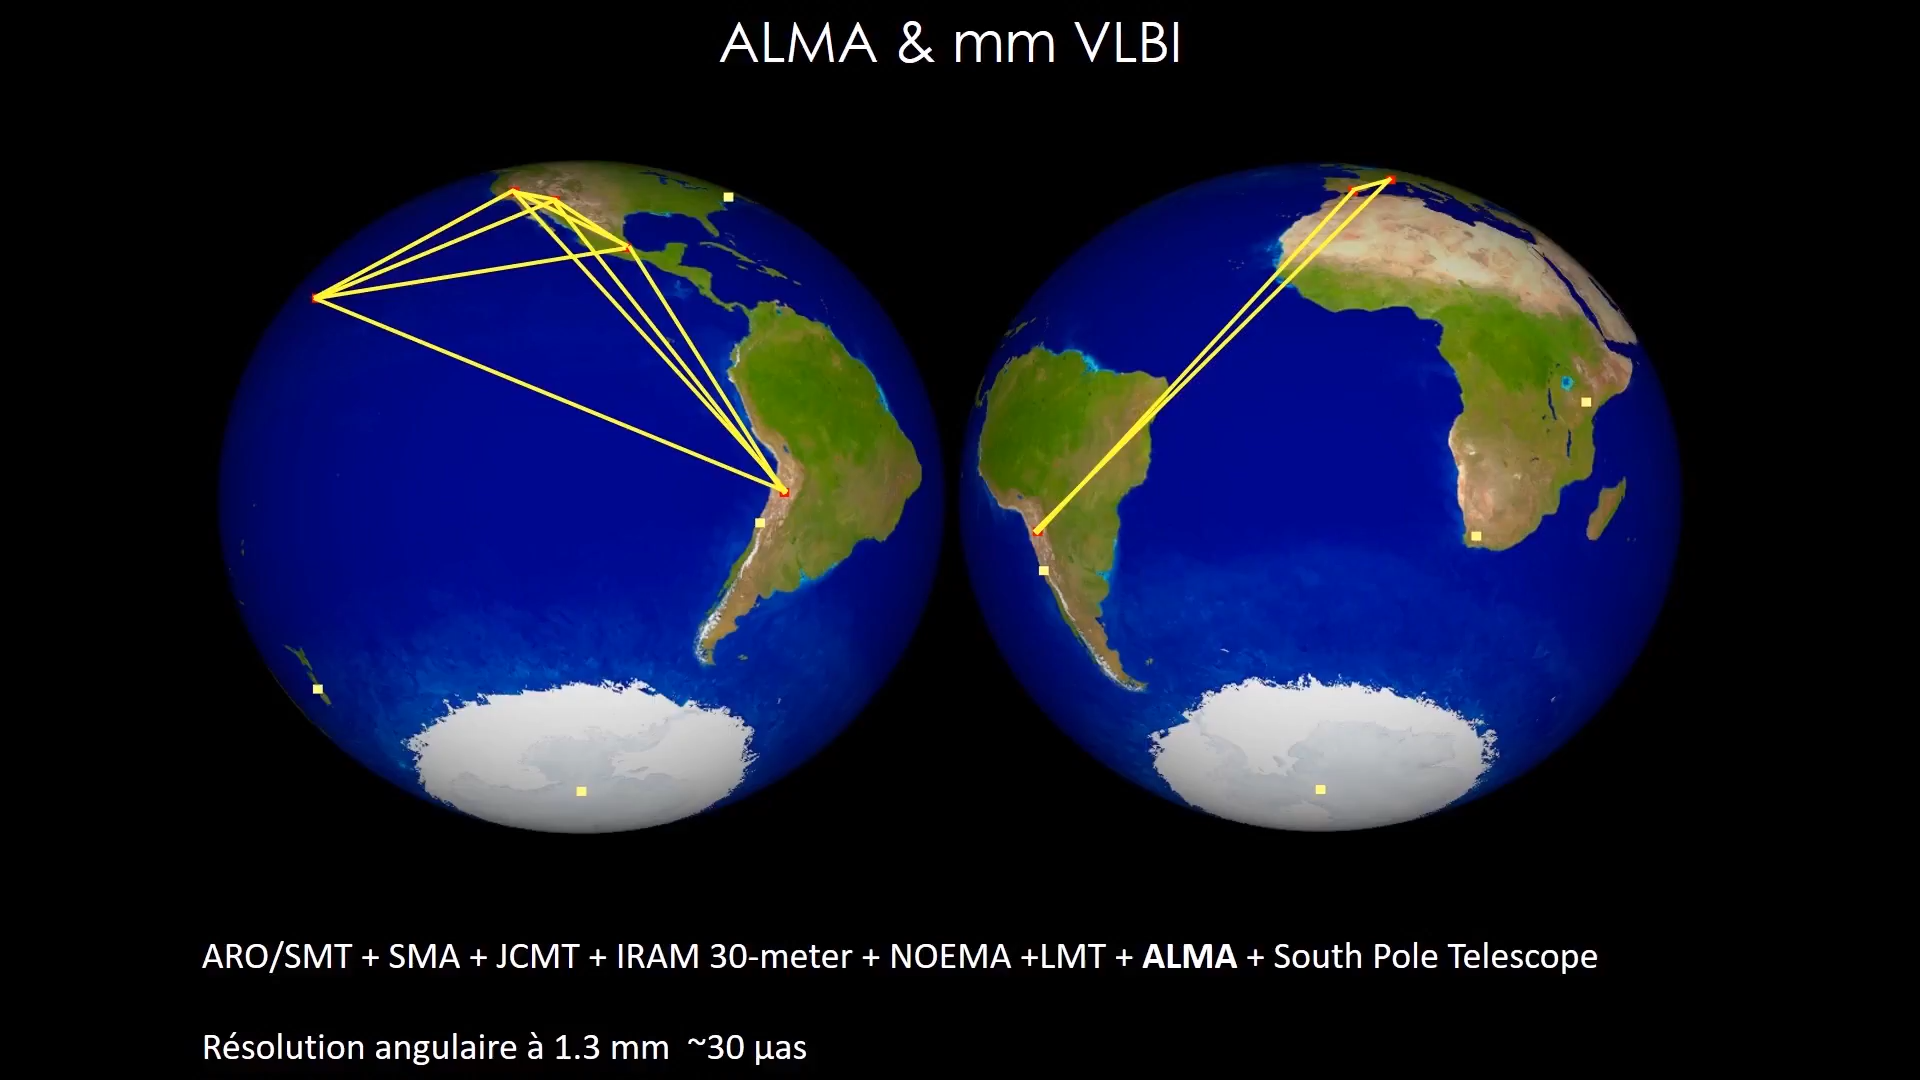 ALMA & mm VLBI
ARO/SMT + SMA + JCMT + IRAM 30-meter + NOEMA +LMT + ALMA + South Pole Telescope
Résolution angulaire à 1.3 mm ~30 µas